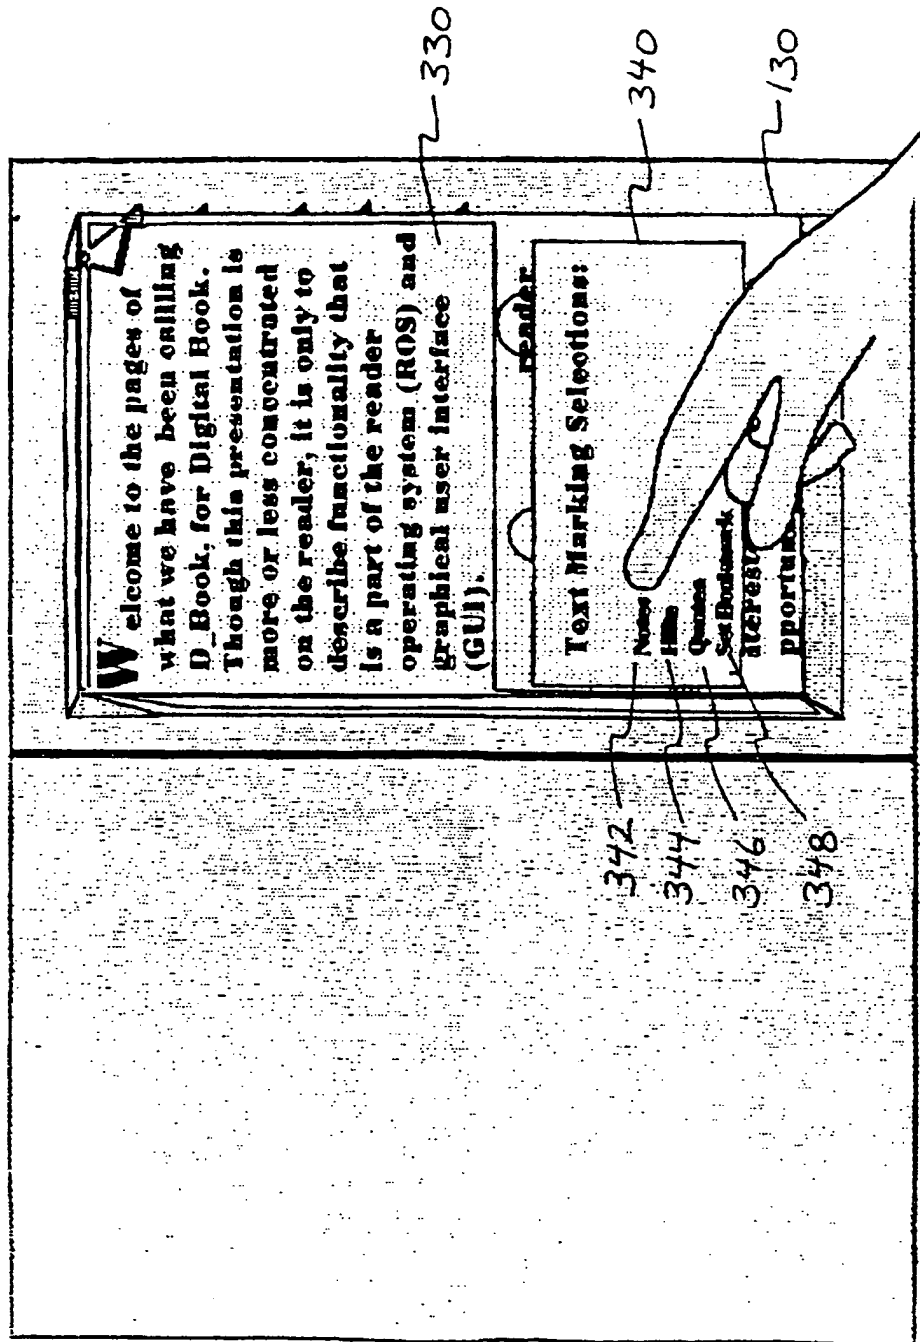 Welcome to the pages of
what we have been callling
D_Book, for Digital Book.
Though this presentation is
more or less concentrated
on the reader, it is only to
describe functionality that
is a part of the reader
operating system (ROS) and
graphical user interface
(GUI).
330
reader
Text Marking Selections:
340
342
Notes
344
Hilite
346
Quotes
348
Set Bookmark
130